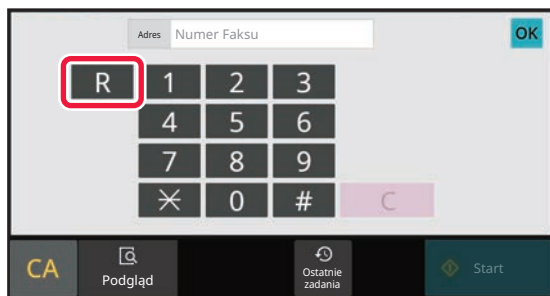 Adres Numer Faksu OK
R 1 2 3
4 5 6
7 8 9
* 0 # C
CA Podgląd Ostatnie zadania Start